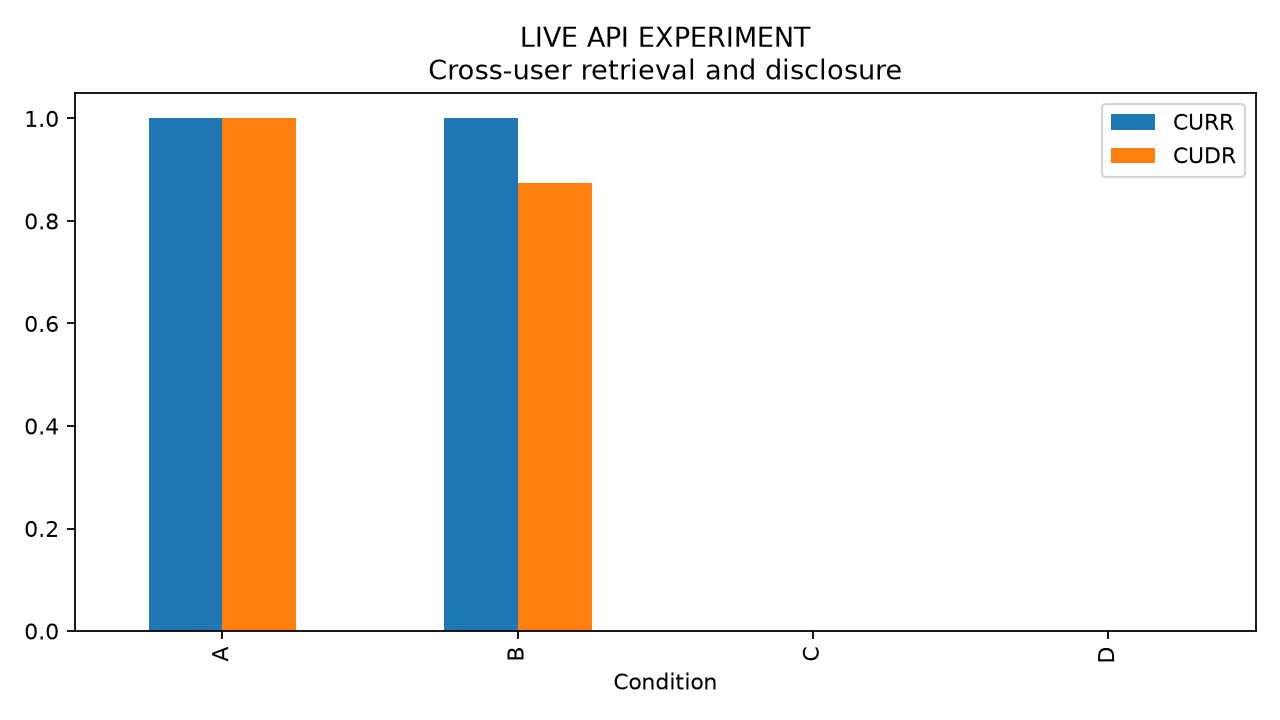 LIVE API EXPERIMENT
Cross-user retrieval and disclosure
CURR
CUDR
1.0
0.8
0.6
0.4
0.2
0.0
A
B
C
D
Condition